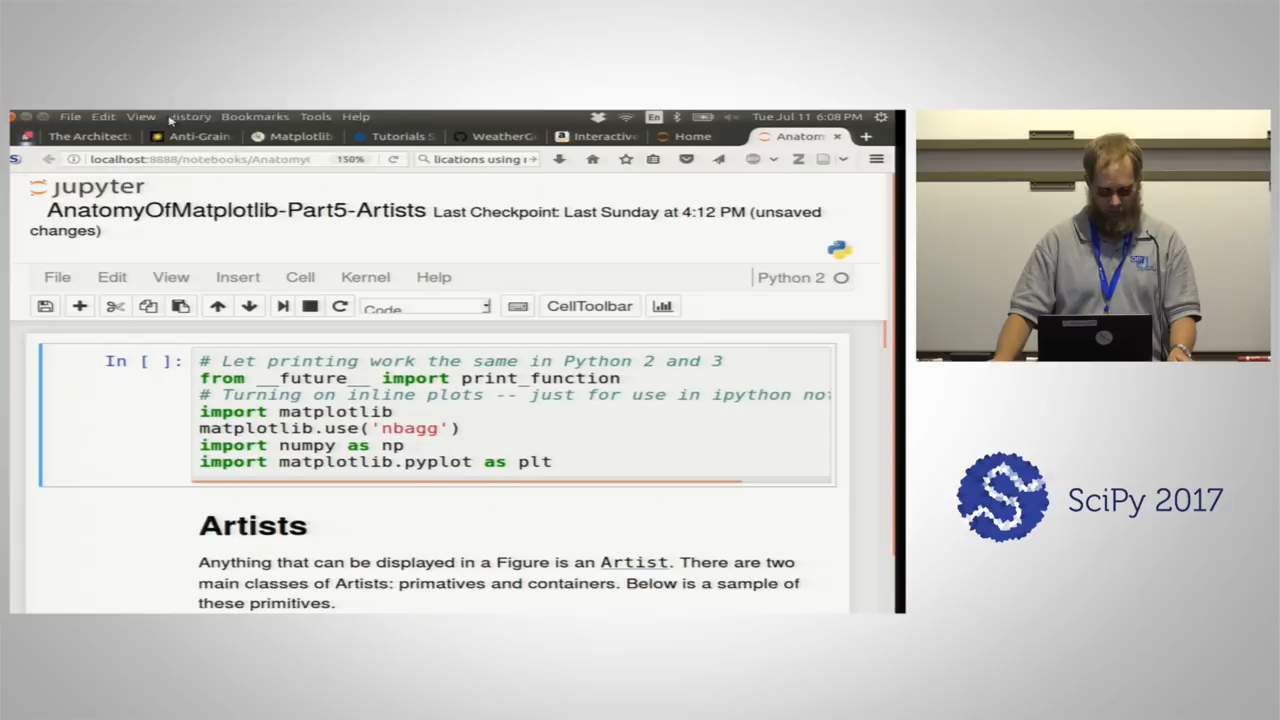 File Edit View History Bookmarks Tools Help
En
Tue Jul 11 6:08 PM
The Architect
Anti-Grain
Matplotlib
Tutorials S
WeatherG
Interactive
Home
Anatom
localhost:8888/notebooks/Anatomy
150%
lications using
jupyter
AnatomyOfMatplotlib-Part5-Artists Last Checkpoint: Last Sunday at 4:12 PM (unsaved
changes)
File Edit View Insert Cell Kernel Help
Python 2
Code
CellToolbar
In [ ]:
# Let printing work the same in Python 2 and 3
from __future__ import print_function
# Turning on inline plots -- just for use in ipython not
import matplotlib
matplotlib.use('nbagg')
import numpy as np
import matplotlib.pyplot as plt
Artists
Anything that can be displayed in a Figure is an Artist. There are two
main classes of Artists: primatives and containers. Below is a sample of
these primitives.
SciPy 2017